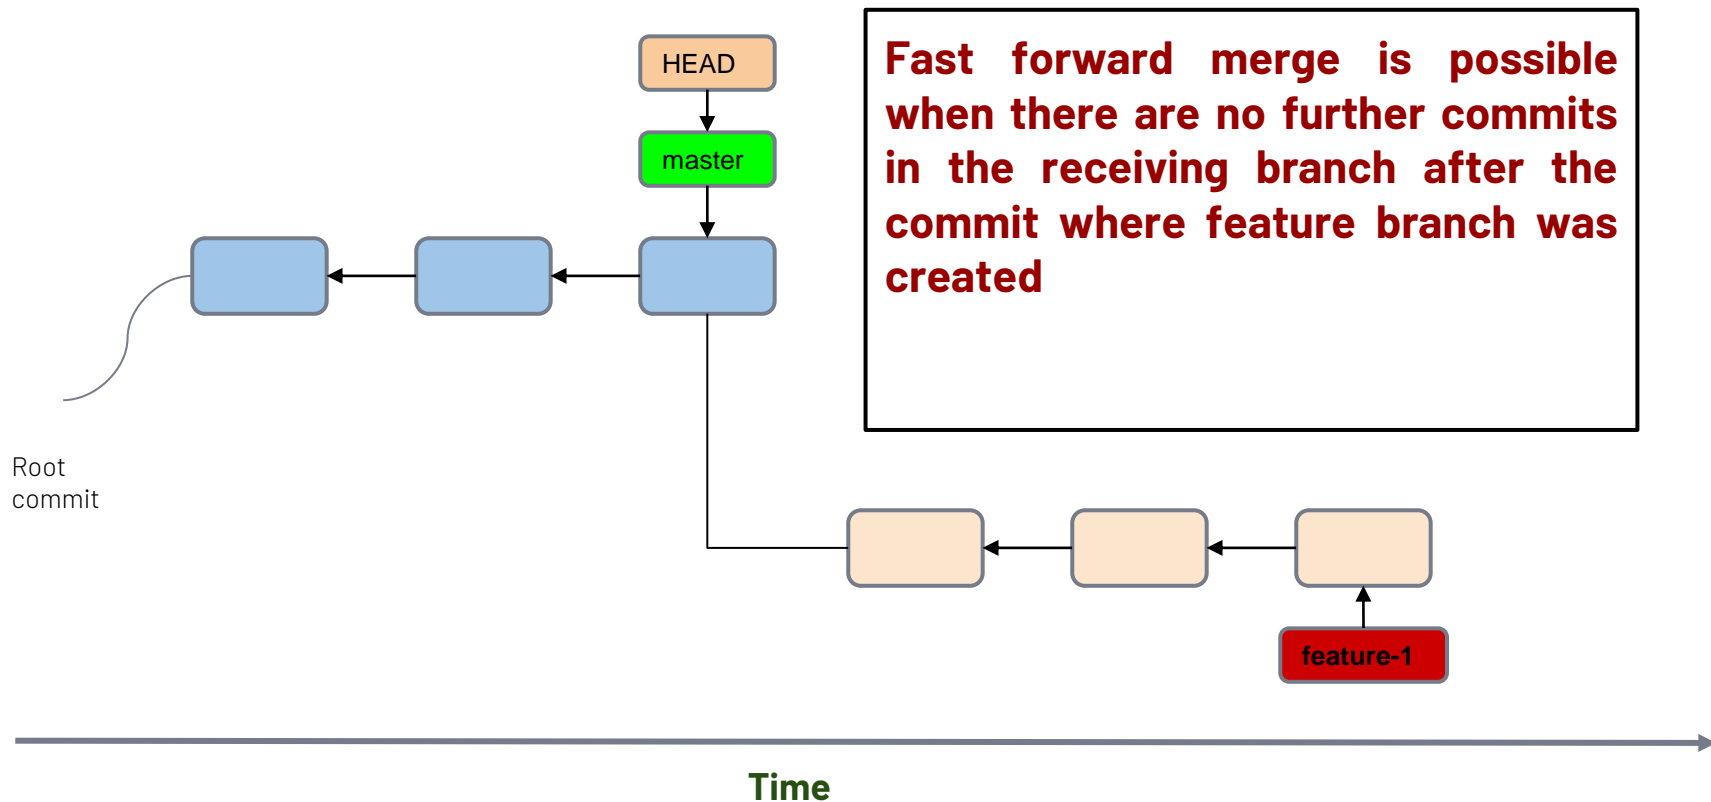 HEAD
master
Fast forward merge is possible
when there are no further commits
in the receiving branch after the
commit where feature branch was
created
Root
commit
feature-1
Time